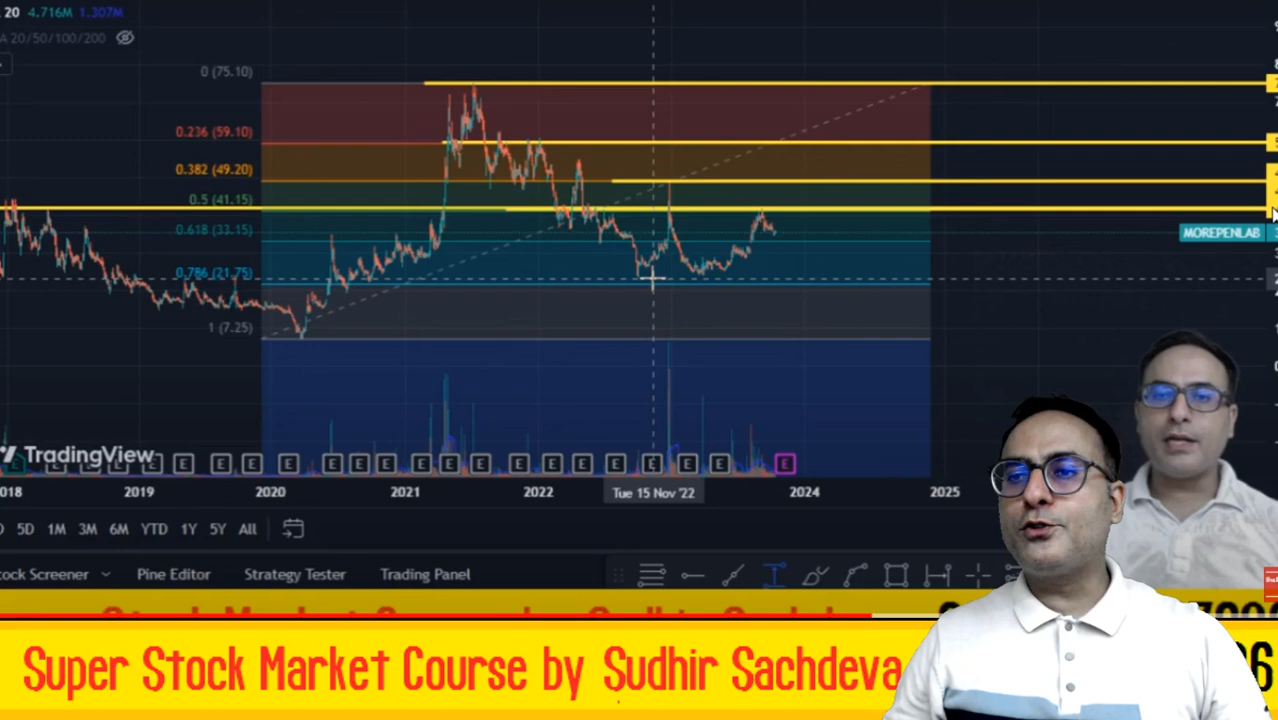 20 4.716M 1.307M
A 20/50/100/200
0 (75.10)
0.236 (59.10)
0.382 (49.20)
0.5 (41.15)
0.618 (33.15)
MOREPENLAB
0.786 (21.75)
1 (7.25)
TradingView
E E E E E E E E E E E E E E E E E E E
018 2019 2020 2021 2022 Tue 15 Nov '22 2024 2025
5D 1M 3M 6M YTD 1Y 5Y All
tock Screener Pine Editor Strategy Tester Trading Panel
Super Stock Market Course by Sudhir Sachdeva